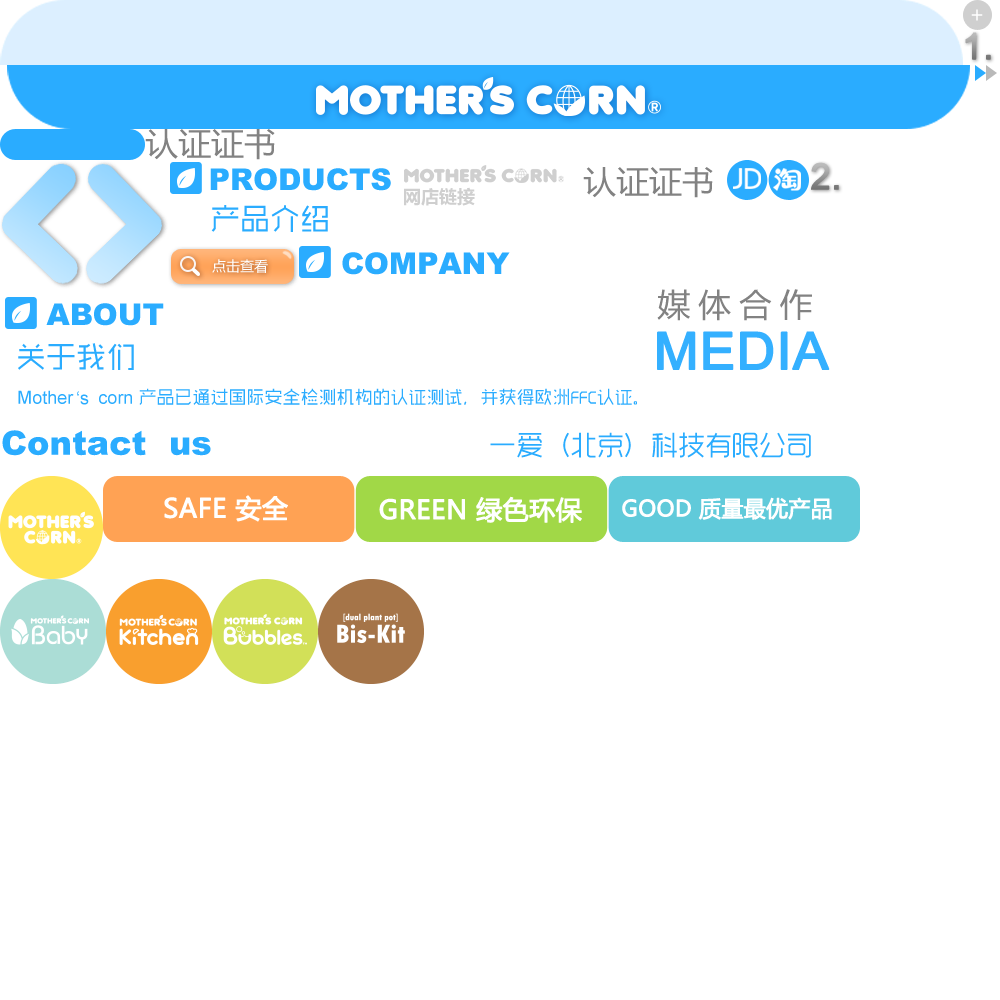 +
1.
MOTHER'S CORN®
认证证书
PRODUCTS
产品介绍
MOTHER'S CORN®
网店链接
认证证书
JD
淘
2.
点击查看
COMPANY
ABOUT
关于我们
媒体合作
MEDIA
Mother‘s corn 产品已通过国际安全检测机构的认证测试，并获得欧洲FFC认证。
Contact us
一爱（北京）科技有限公司
MOTHER'S
CORN®
SAFE 安全
GREEN 绿色环保
GOOD 质量最优产品
MOTHER'S CORN
Baby
MOTHER'S CORN
Kitchen
MOTHER'S CORN
Bubbles™
[dual plant pot]
Bis-Kit